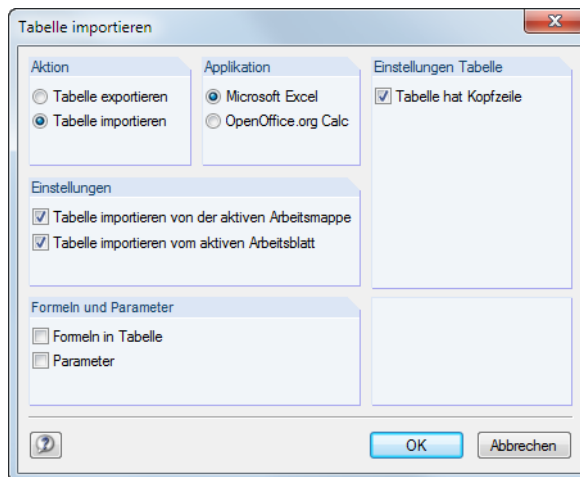 Tabelle importieren
Aktion
Tabelle exportieren
Tabelle importieren
Applikation
Microsoft Excel
OpenOffice.org Calc
Einstellungen Tabelle
Tabelle hat Kopfzeile
Einstellungen
Tabelle importieren von der aktiven Arbeitsmappe
Tabelle importieren vom aktiven Arbeitsblatt
Formeln und Parameter
Formeln in Tabelle
Parameter
OK
Abbrechen